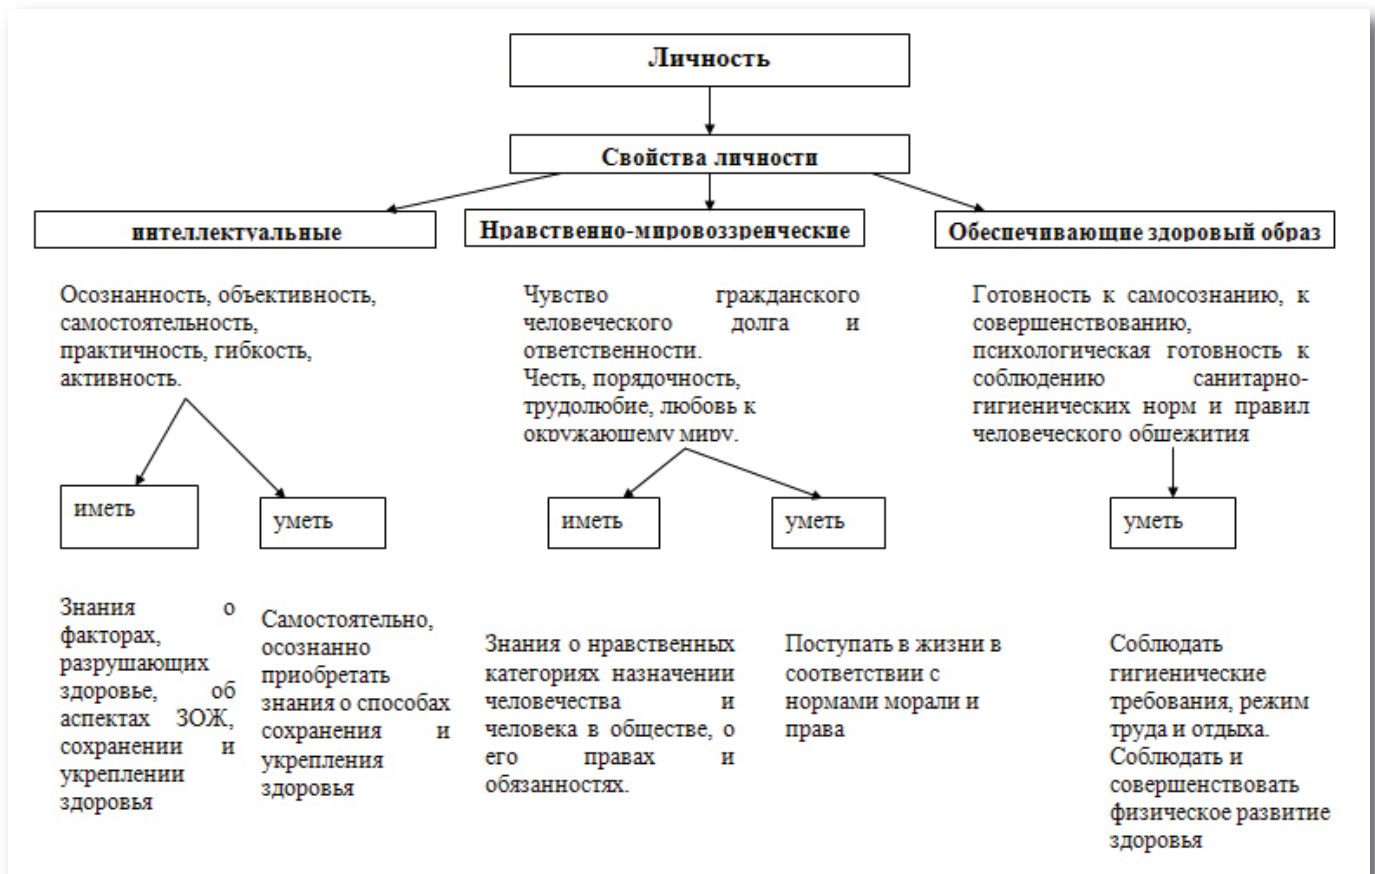 Личность
Свойства личности
интеллектуальные
Нравственно-мировоззренческие
Обеспечивающие здоровый образ
Осознанность, объективность,
самостоятельность,
практичность, гибкость,
активность.
Чувство гражданского
человеческого долга и
ответственности.
Честь, порядочность,
трудолюбие, любовь к
окружающему миру.
Готовность к самосознанию, к
совершенствованию,
психологическая готовность к
соблюдению санитарно-
гигиенических норм и правил
человеческого общежития
иметь
уметь
иметь
уметь
уметь
Знания о
факторах,
разрушающих
здоровье, об
аспектах ЗОЖ,
сохранении и
укреплении
здоровья
Самостоятельно,
осознанно
приобретать
знания о способах
сохранения и
укрепления
здоровья
Знания о нравственных
категориях назначении
человечества и
человека в обществе, о
его правах и
обязанностях.
Поступать в жизни в
соответствии с
нормами морали и
права
Соблюдать
гигиенические
требования, режим
труда и отдыха.
Соблюдать и
совершенствовать
физическое развитие
здоровья